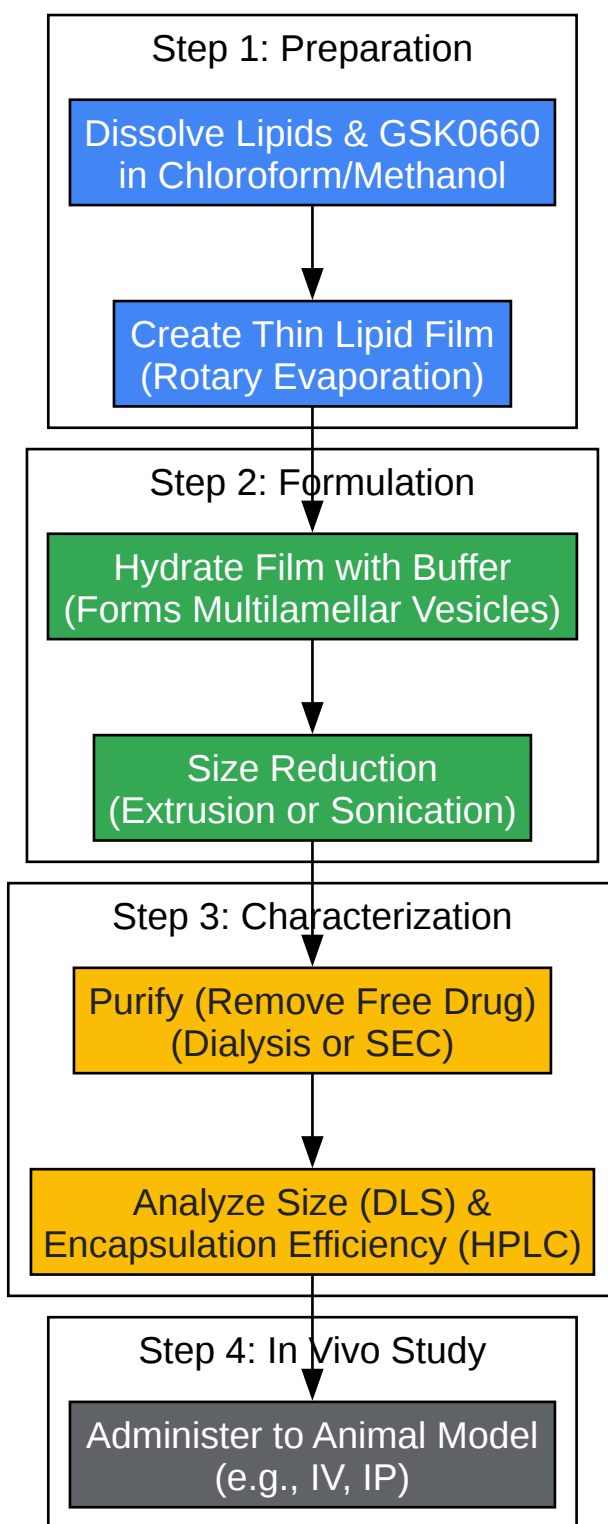 Step 1: Preparation
Dissolve Lipids & GSK0660
in Chloroform/Methanol
Create Thin Lipid Film
(Rotary Evaporation)
Step 2: Formulation
Hydrate Film with Buffer
(Forms Multilamellar Vesicles)
Size Reduction
(Extrusion or Sonication)
Step 3: Characterization
Purify (Remove Free Drug)
(Dialysis or SEC)
Analyze Size (DLS) &
Encapsulation Efficiency (HPLC)
Step 4: In Vivo Study
Administer to Animal Model
(e.g., IV, IP)